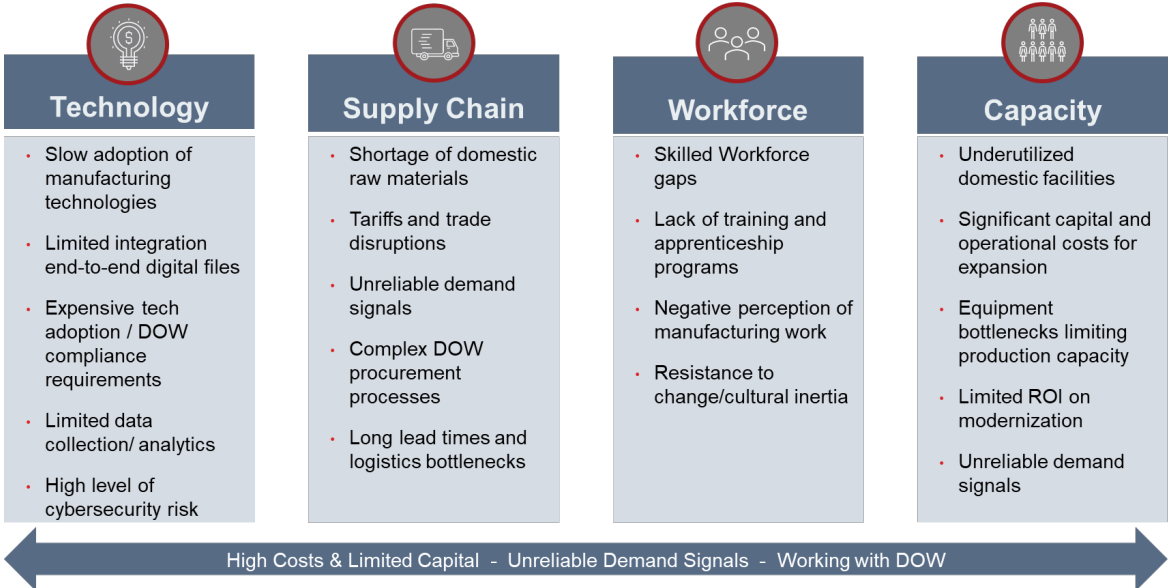 Technology
• Slow adoption of
manufacturing
technologies
• Limited integration
end-to-end digital files
• Expensive tech
adoption / DOW
compliance
requirements
• Limited data
collection/ analytics
• High level of
cybersecurity risk
Supply Chain
• Shortage of domestic
raw materials
• Tariffs and trade
disruptions
• Unreliable demand
signals
• Complex DOW
procurement
processes
• Long lead times and
logistics bottlenecks
Workforce
• Skilled Workforce
gaps
• Lack of training and
apprenticeship
programs
• Negative perception of
manufacturing work
• Resistance to
change/cultural inertia
Capacity
• Underutilized
domestic facilities
• Significant capital and
operational costs for
expansion
• Equipment
bottlenecks limiting
production capacity
• Limited ROI on
modernization
• Unreliable demand
signals
High Costs & Limited Capital - Unreliable Demand Signals - Working with DOW